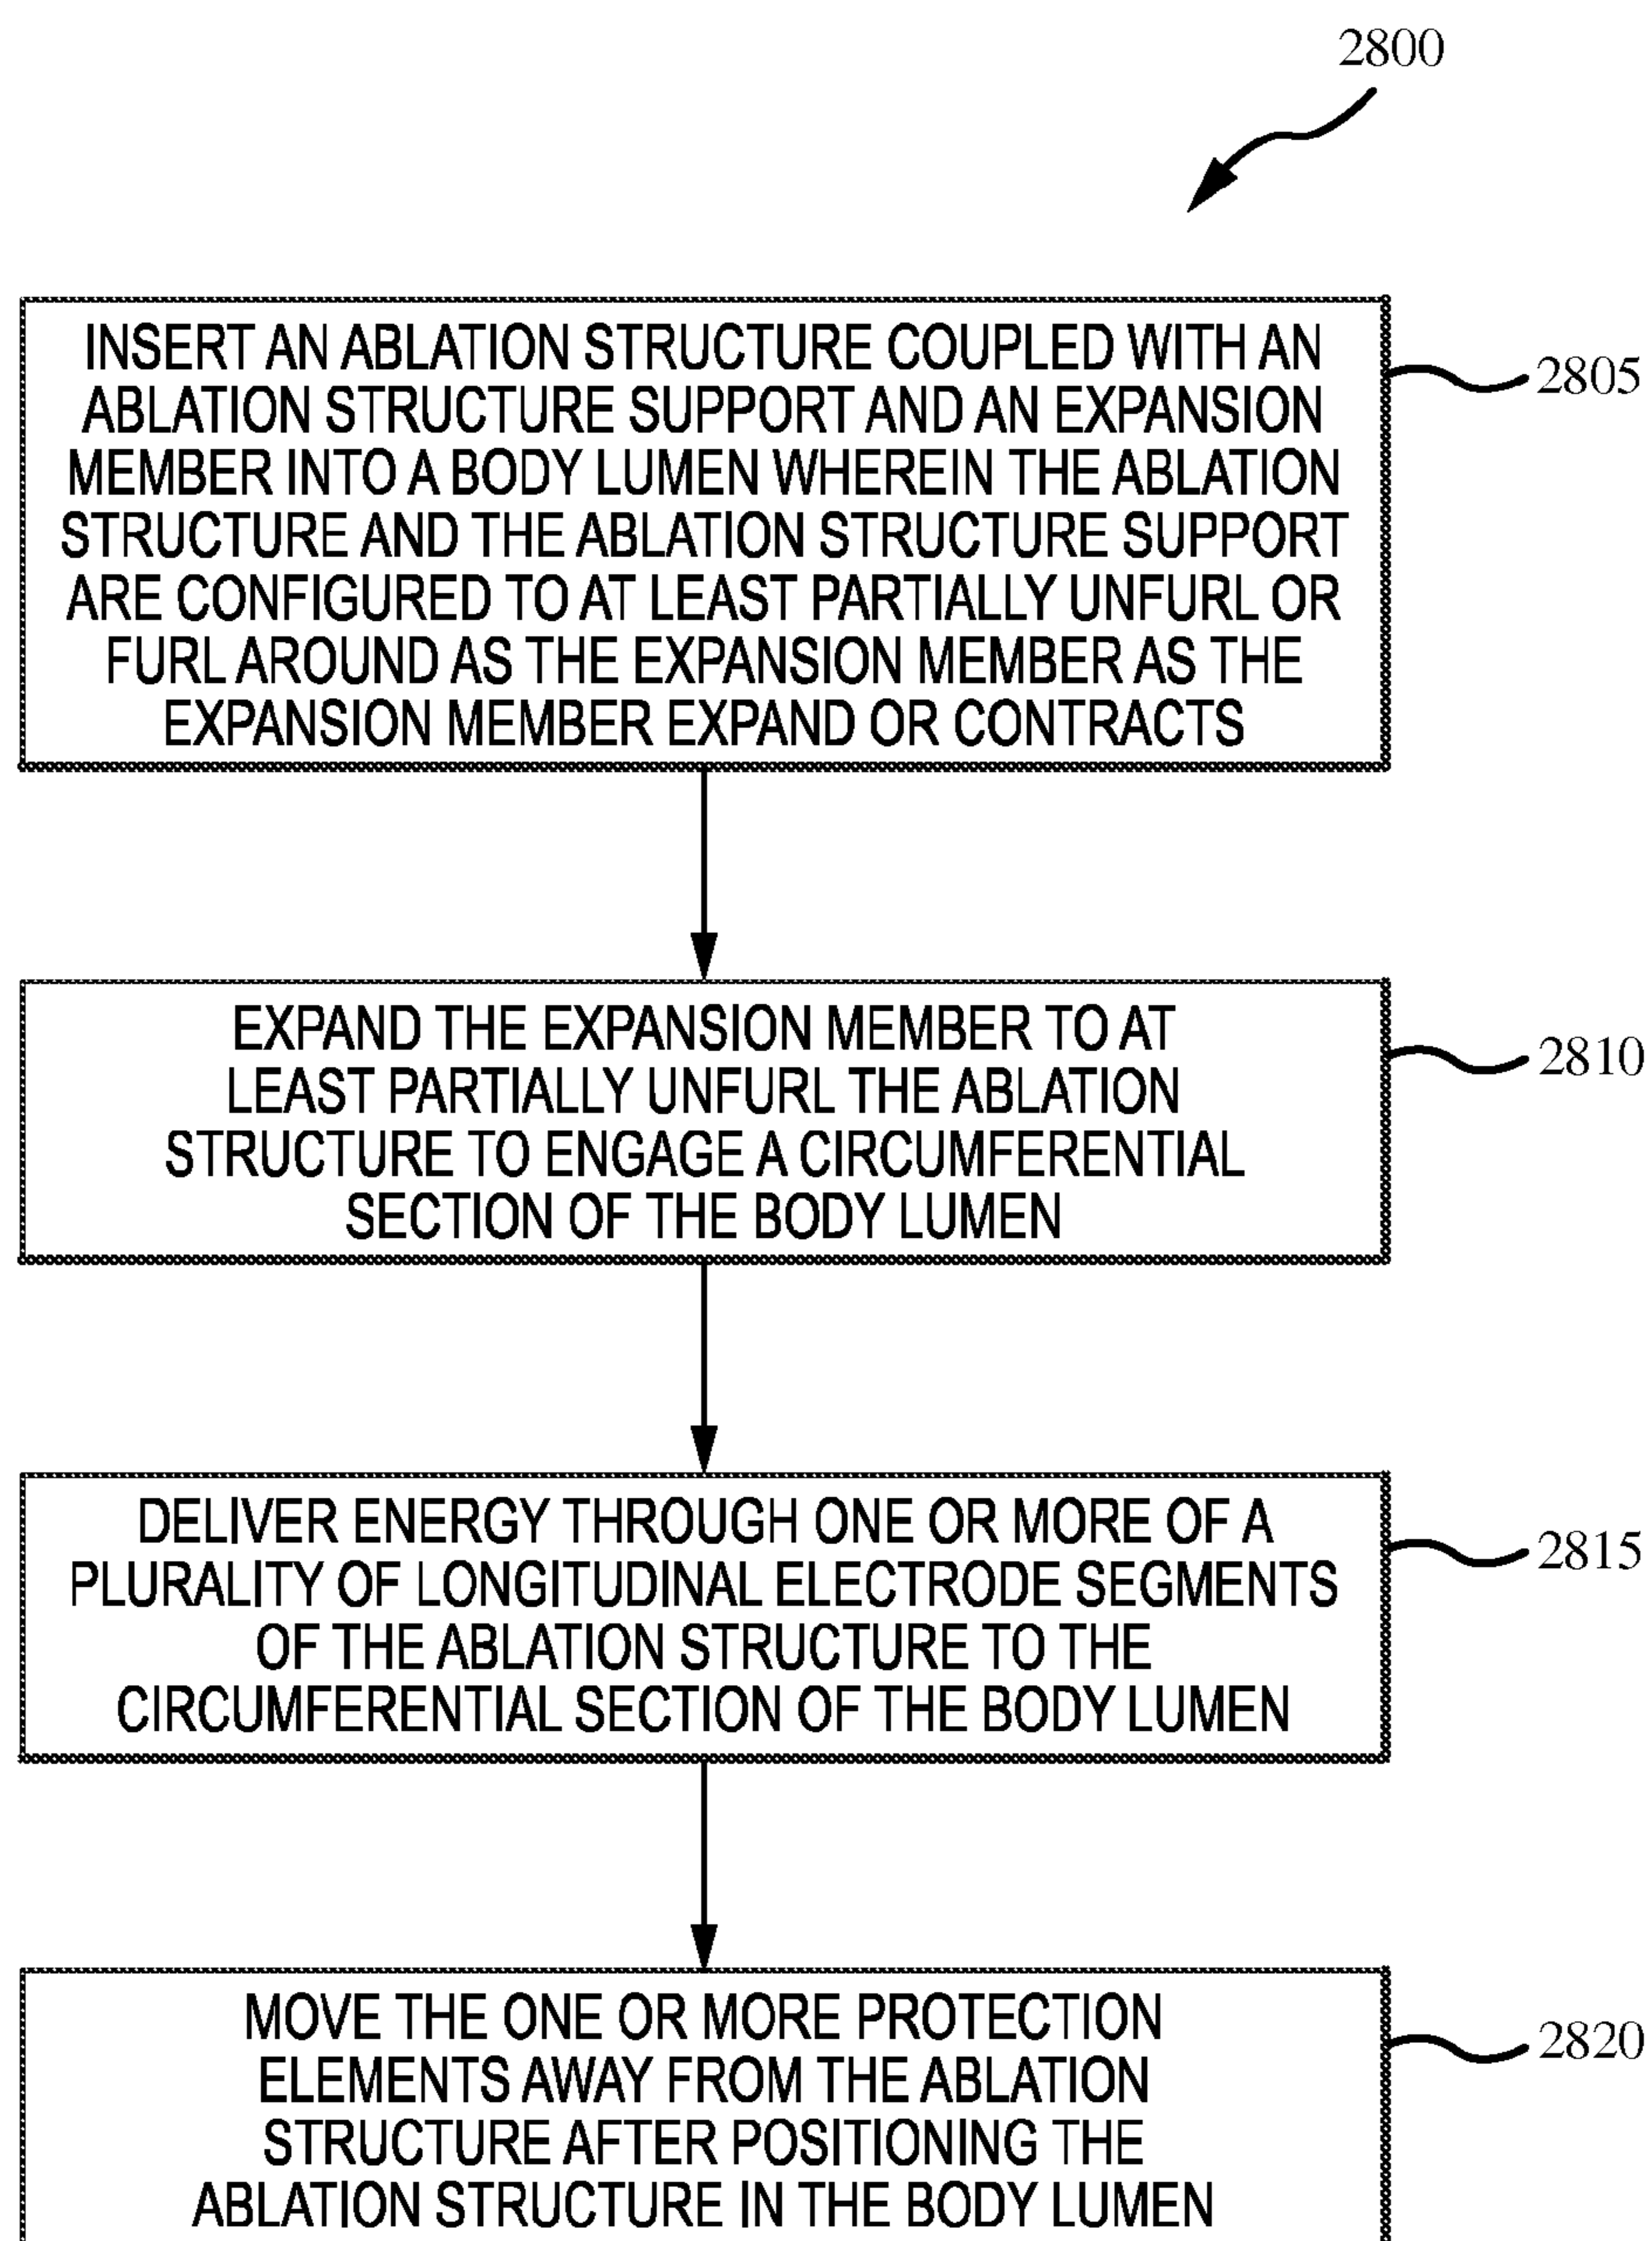 2800
INSERT AN ABLATION STRUCTURE COUPLED WITH AN
ABLATION STRUCTURE SUPPORT AND AN EXPANSION
MEMBER INTO A BODY LUMEN WHEREIN THE ABLATION
STRUCTURE AND THE ABLATION STRUCTURE SUPPORT
ARE CONFIGURED TO AT LEAST PARTIALLY UNFURL OR
FURL AROUND AS THE EXPANSION MEMBER AS THE
EXPANSION MEMBER EXPAND OR CONTRACTS
2805
EXPAND THE EXPANSION MEMBER TO AT
LEAST PARTIALLY UNFURL THE ABLATION
STRUCTURE TO ENGAGE A CIRCUMFERENTIAL
SECTION OF THE BODY LUMEN
2810
DELIVER ENERGY THROUGH ONE OR MORE OF A
PLURALITY OF LONGITUDINAL ELECTRODE SEGMENTS
OF THE ABLATION STRUCTURE TO THE
CIRCUMFERENTIAL SECTION OF THE BODY LUMEN
2815
MOVE THE ONE OR MORE PROTECTION
ELEMENTS AWAY FROM THE ABLATION
STRUCTURE AFTER POSITIONING THE
ABLATION STRUCTURE IN THE BODY LUMEN
2820